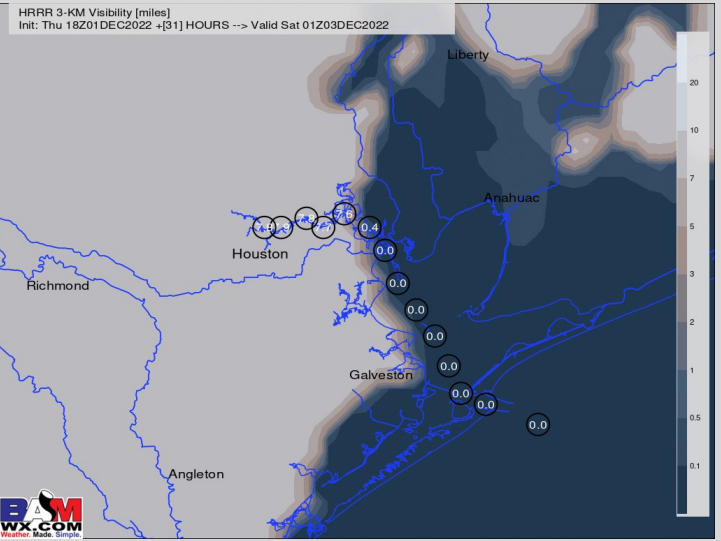 HRRR 3-KM Visibility [miles]
Init: Thu 18Z01DEC2022 +[31] HOURS --> Valid Sat 01Z03DEC2022
Liberty
20
10
7
Anahuac
7.6
0.4
5
Houston
0.0
3
Richmond
0.0
0.0
2
0.0
0.0
1
Galveston
0.0
0.0
0.5
0.0
0.1
Angleton
BAM
WX.COM
Weather. Made. Simple.